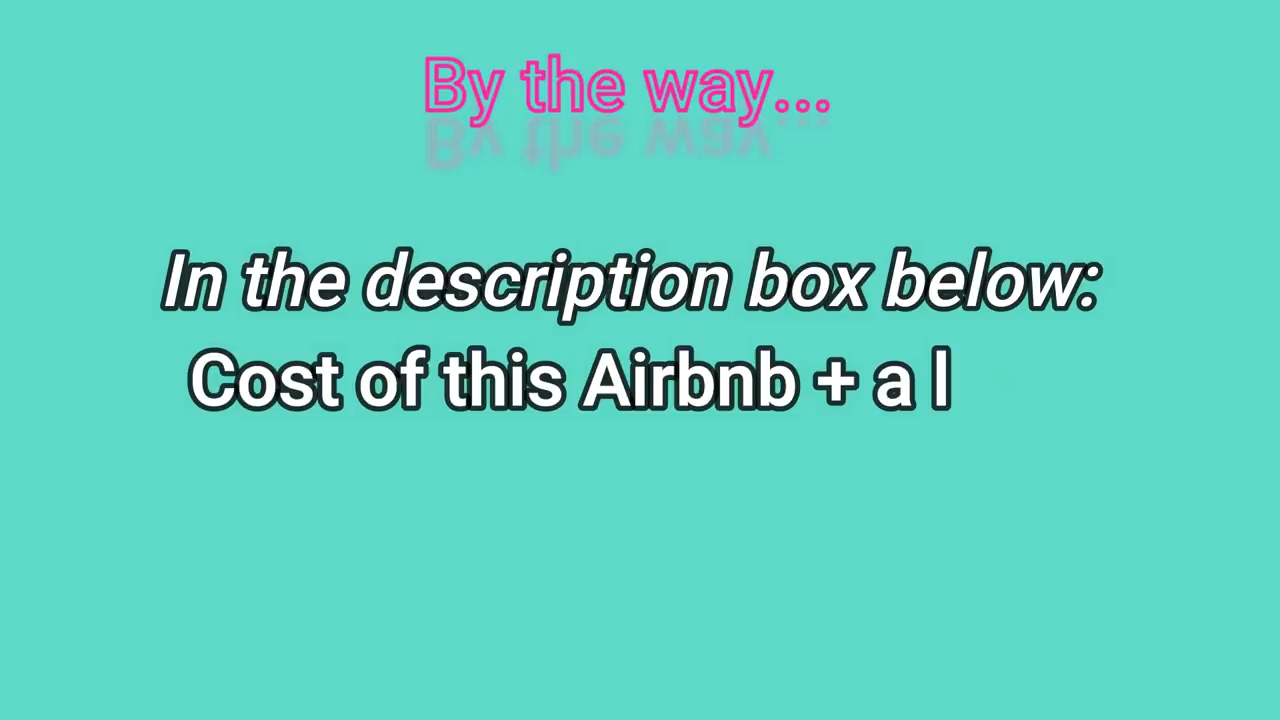 By the way...
In the description box below:
Cost of this Airbnb + a l